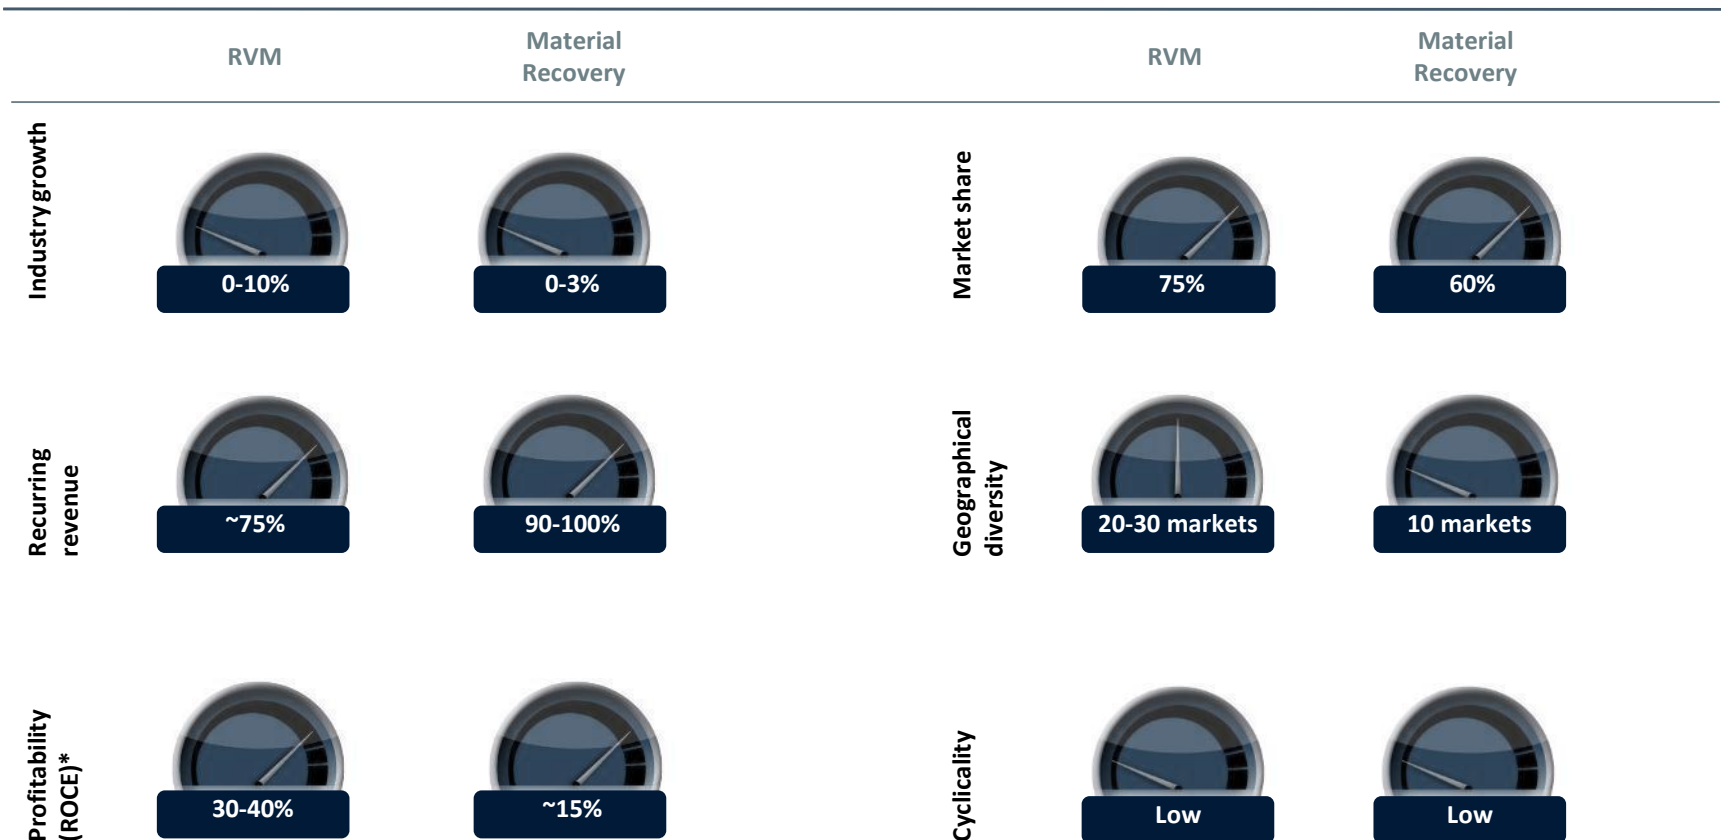 RVM
Material
Recovery
RVM
Material
Recovery
Industry growth
0-10%
0-3%
Market share
75%
60%
Recurring
revenue
~75%
90-100%
Geographical
diversity
20-30 markets
10 markets
Profitability
(ROCE)*
30-40%
~15%
Cyclicality
Low
Low